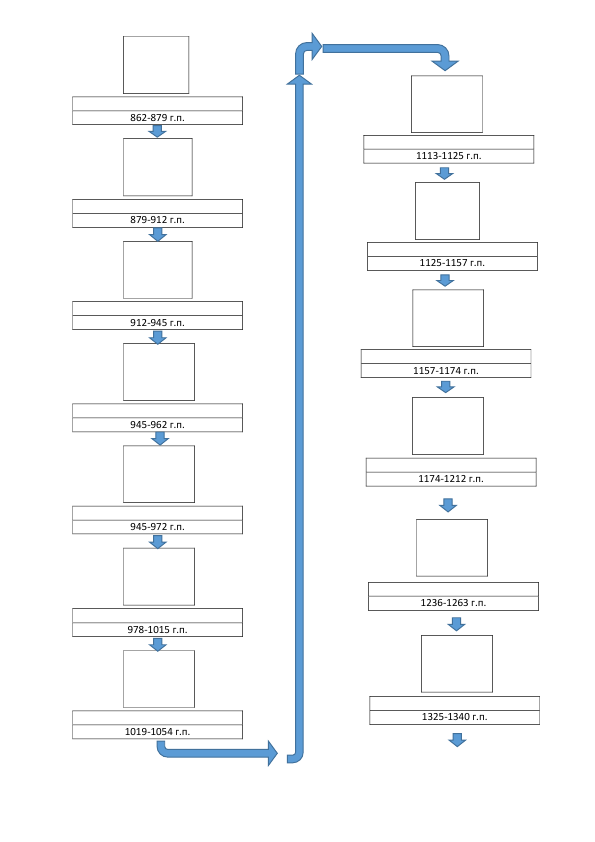 862-879 г.п.
879-912 г.п.
912-945 г.п.
945-962 г.п.
945-972 г.п.
978-1015 г.п.
1019-1054 г.п.
1113-1125 г.п.
1125-1157 г.п.
1157-1174 г.п.
1174-1212 г.п.
1236-1263 г.п.
1325-1340 г.п.